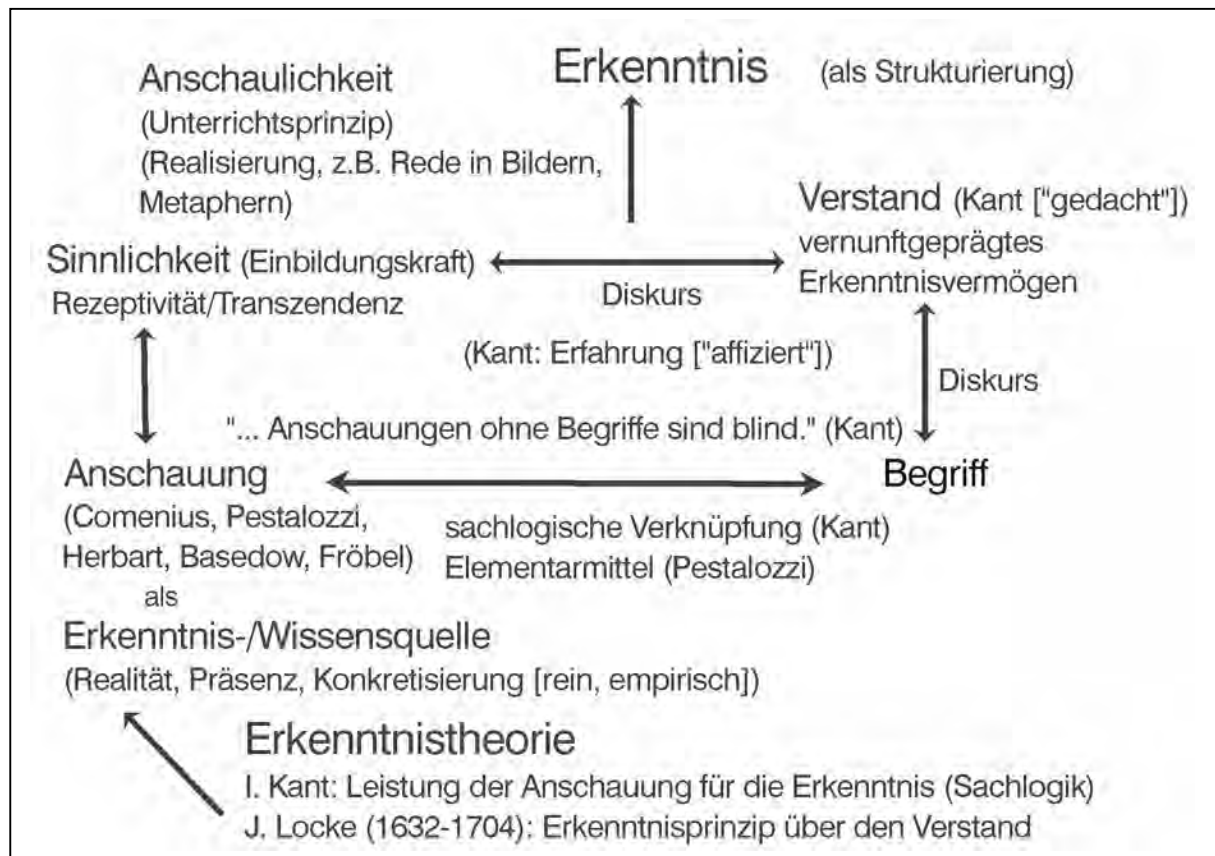 Anschaulichkeit
(Unterrichtsprinzip)
(Realisierung, z.B. Rede in Bildern,
Metaphern)
Erkenntnis (als Strukturierung)
Verstand (Kant ["gedacht"])
vernunftgeprägtes
Erkenntnisvermögen
Sinnlichkeit (Einbildungskraft)
Rezeptivität/Transzendenz
Diskurs
(Kant: Erfahrung ["affiziert"])
Diskurs
"... Anschauungen ohne Begriffe sind blind." (Kant)
Anschauung
(Comenius, Pestalozzi,
Herbart, Basedow, Fröbel)
als
Begriff
sachlogische Verknüpfung (Kant)
Elementarmittel (Pestalozzi)
Erkenntnis-/Wissensquelle
(Realität, Präsenz, Konkretisierung [rein, empirisch])
Erkenntnistheorie
I. Kant: Leistung der Anschauung für die Erkenntnis (Sachlogik)
J. Locke (1632-1704): Erkenntnisprinzip über den Verstand